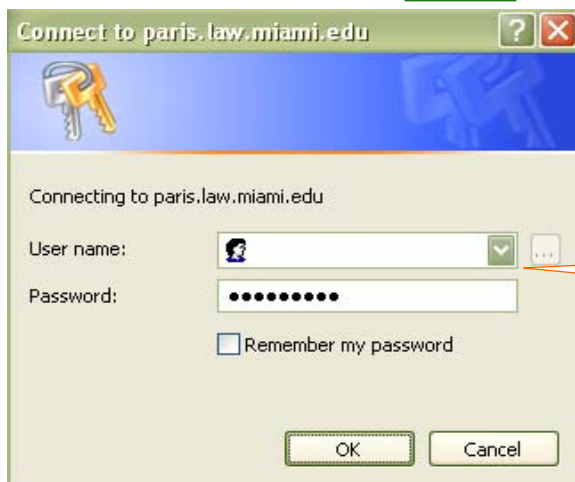 Connect to paris.law.miami.edu
Connecting to paris.law.miami.edu
User name:
...
Password:
●●●●●●●●●
Remember my password
OK
Cancel